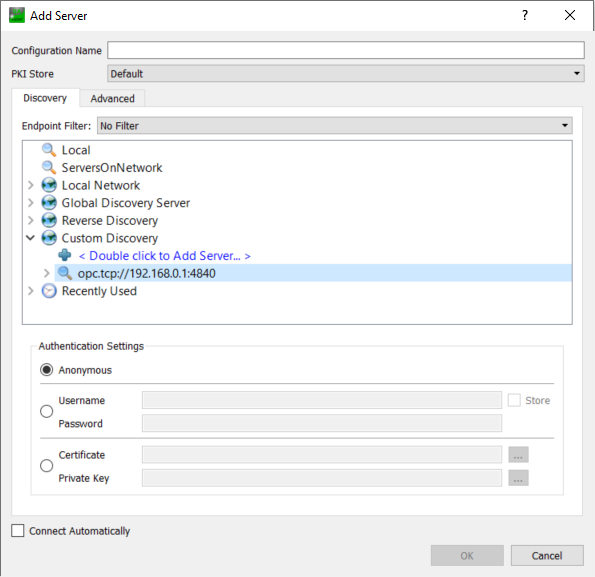 Add Server
Configuration Name
PKI Store Default
Discovery Advanced
Endpoint Filter: No Filter
Local
ServersOnNetwork
Local Network
Global Discovery Server
Reverse Discovery
Custom Discovery
< Double click to Add Server... >
opc.tcp://192.168.0.1:4840
Recently Used
Authentication Settings
Anonymous
Username Store
Password
Certificate ...
Private Key ...
Connect Automatically
OK Cancel